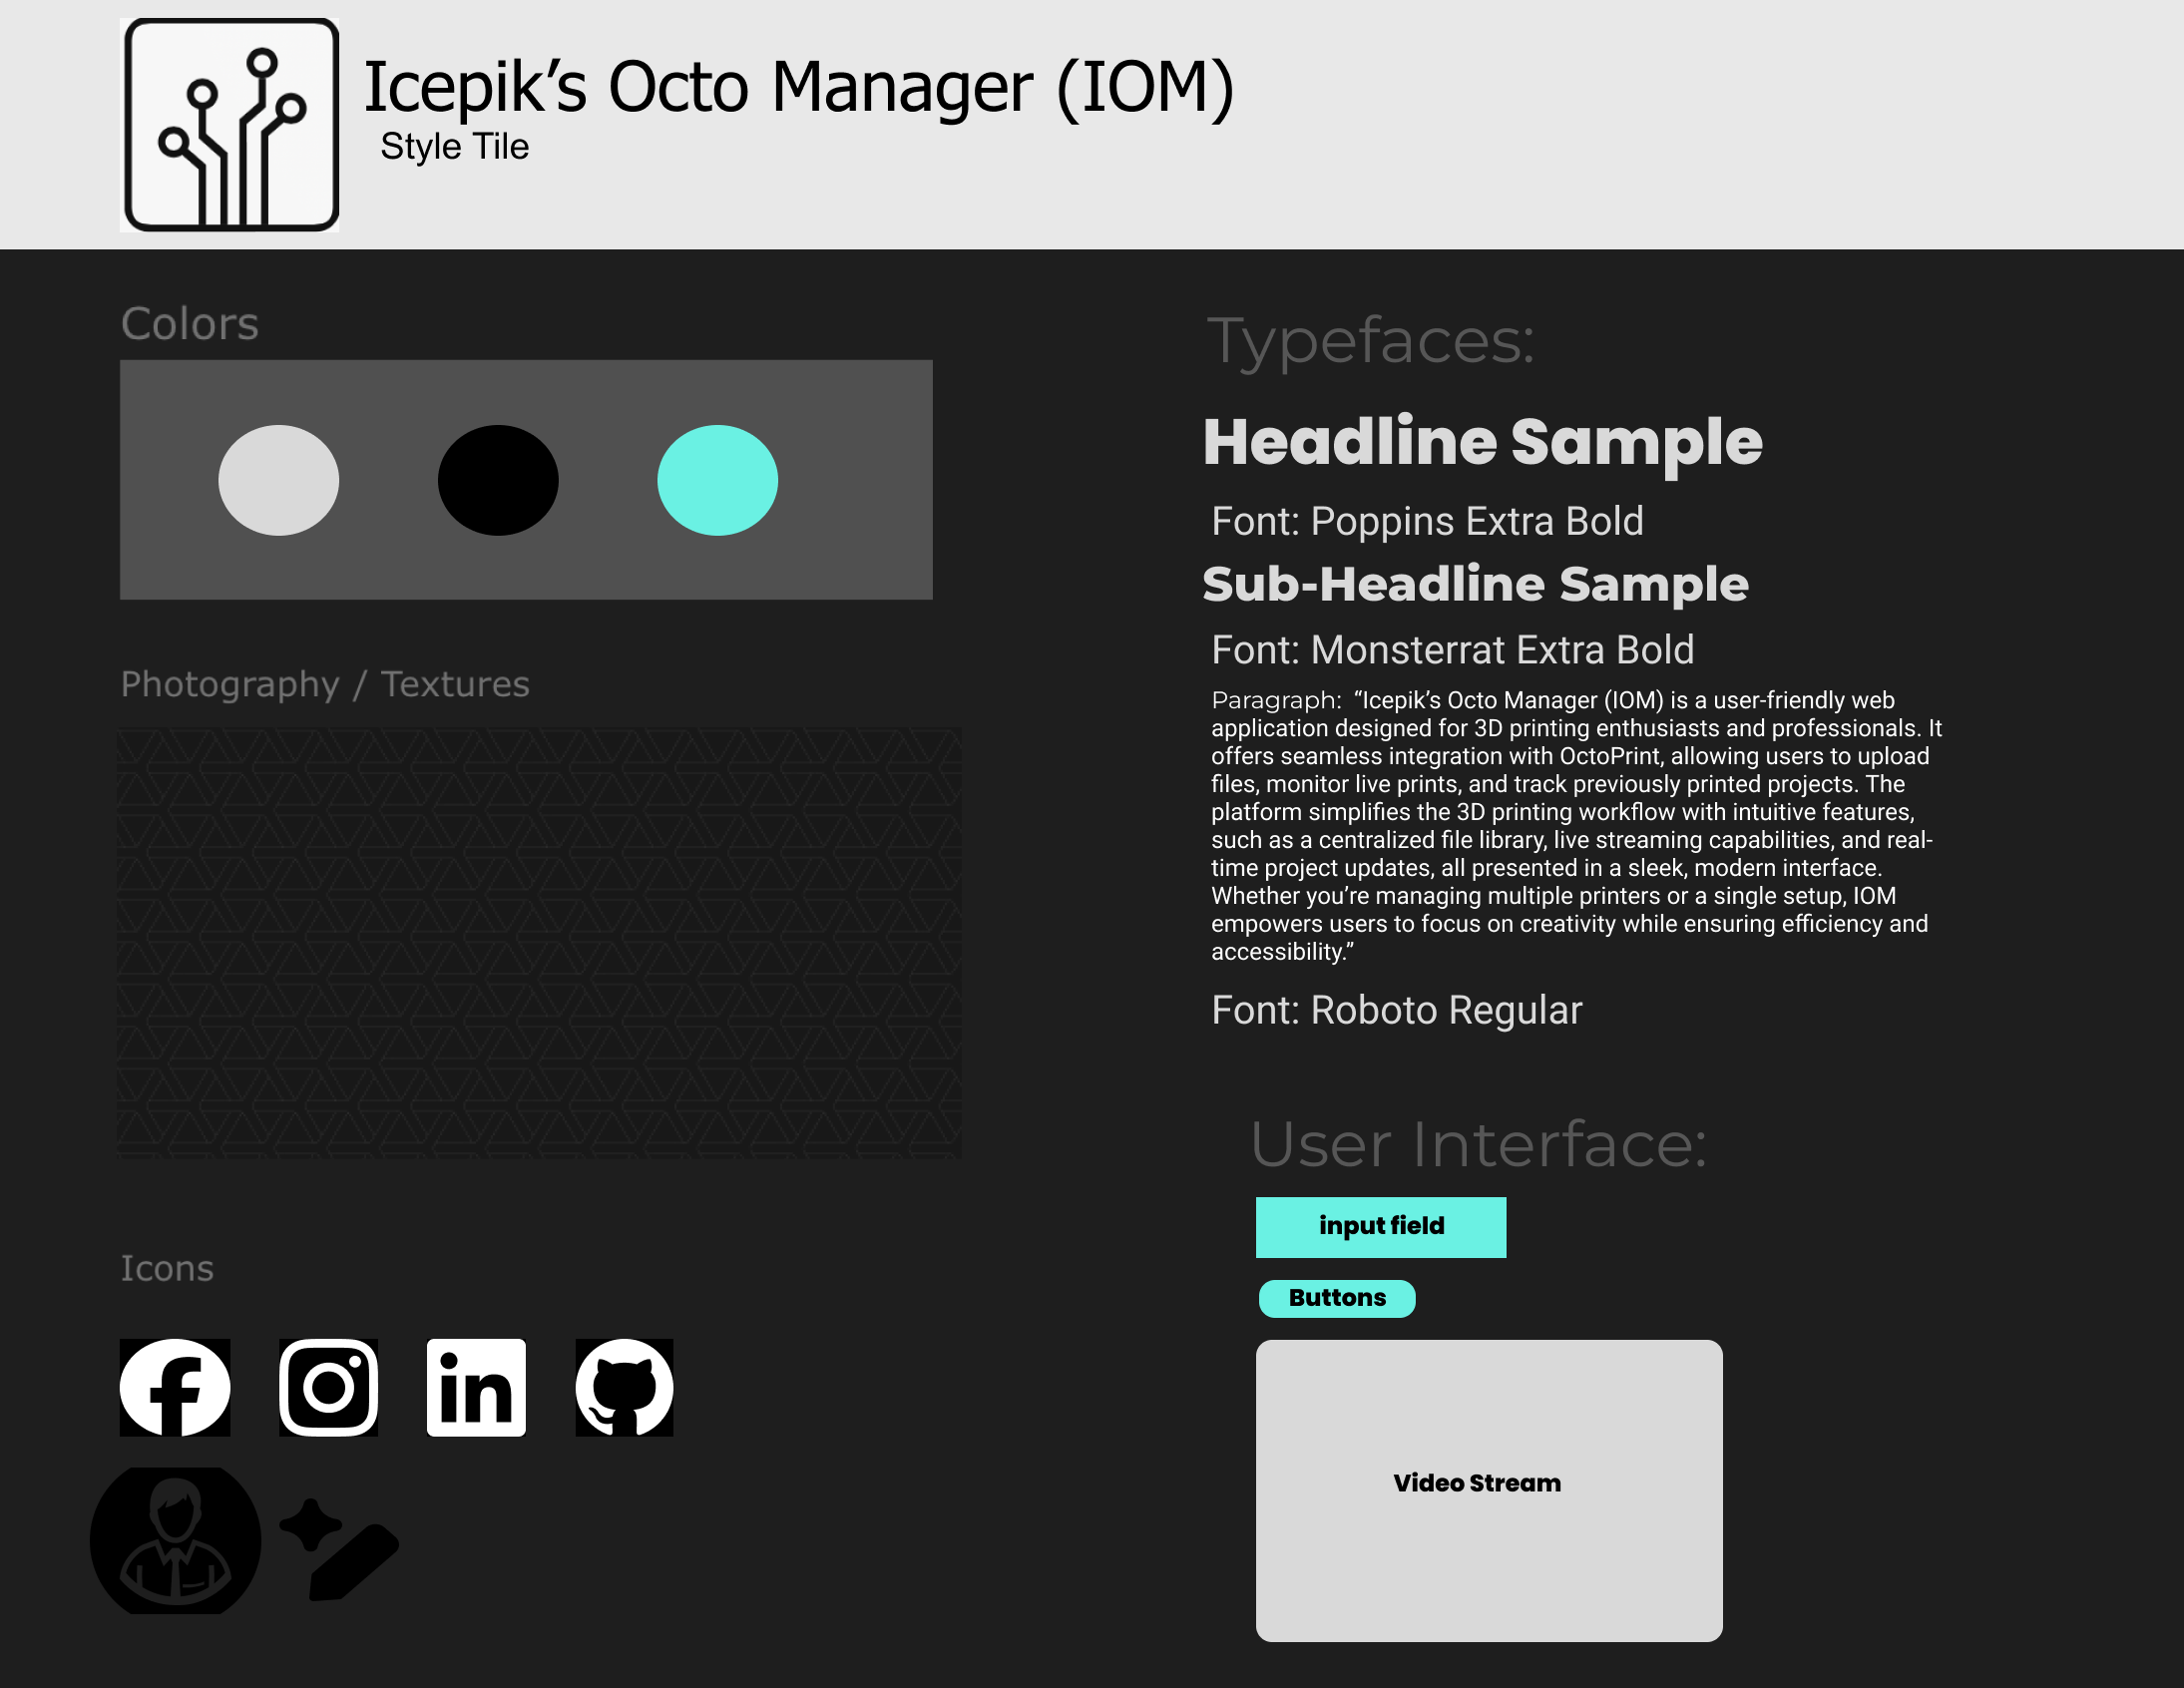 Icepik’s Octo Manager (IOM)
Style Tile
Colors
Photography / Textures
Icons
in
Typefaces:
Headline Sample
Font: Poppins Extra Bold
Sub-Headline Sample
Font: Monsterrat Extra Bold
Paragraph: “Icepik’s Octo Manager (IOM) is a user-friendly web
application designed for 3D printing enthusiasts and professionals. It
offers seamless integration with OctoPrint, allowing users to upload
files, monitor live prints, and track previously printed projects. The
platform simplifies the 3D printing workflow with intuitive features,
such as a centralized file library, live streaming capabilities, and real-
time project updates, all presented in a sleek, modern interface.
Whether you’re managing multiple printers or a single setup, IOM
empowers users to focus on creativity while ensuring efficiency and
accessibility.”
Font: Roboto Regular
User Interface:
input field
Buttons
Video Stream